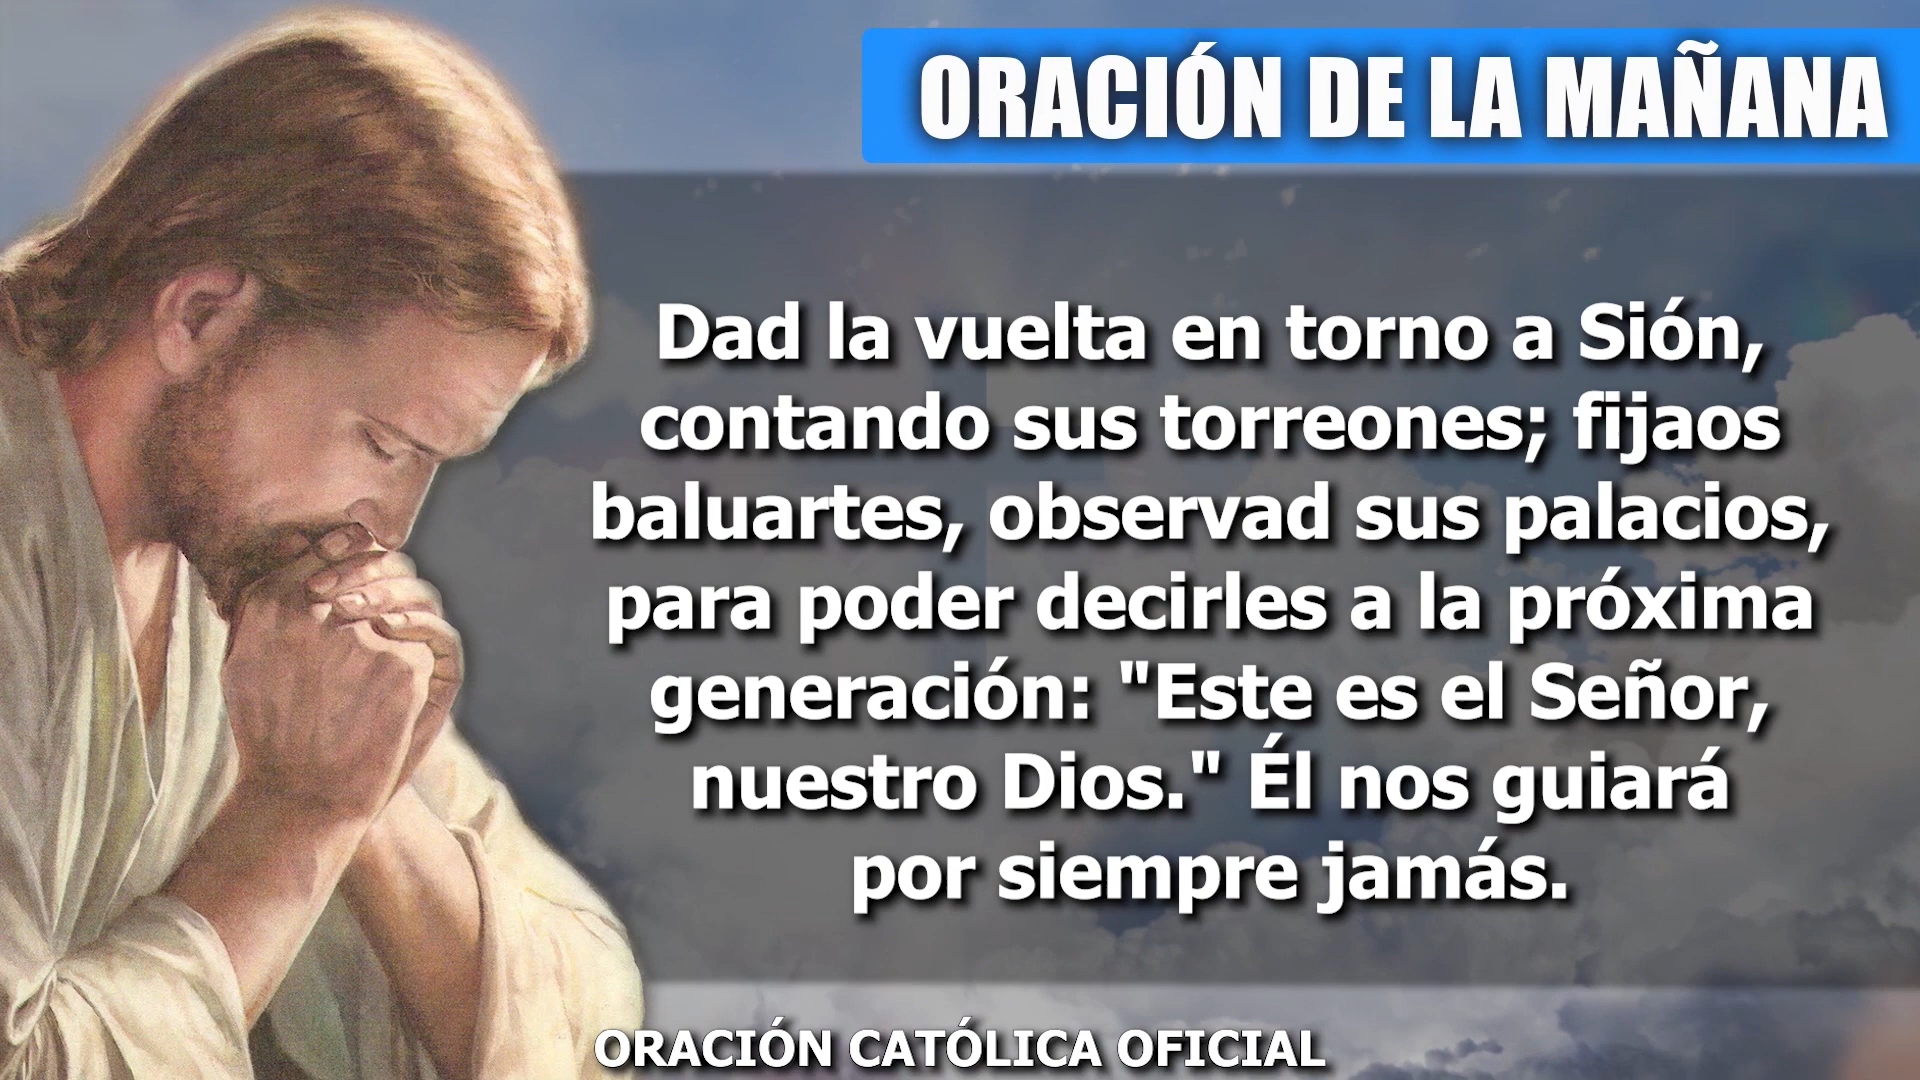 ORACIÓN DE LA MAÑANA
Dad la vuelta en torno a Sión,
contando sus torreones; fijaos
baluartes, observad sus palacios,
para poder decirles a la próxima
generación: "Este es el Señor,
nuestro Dios." Él nos guiará
por siempre jamás.
ORACIÓN CATÓLICA OFICIAL